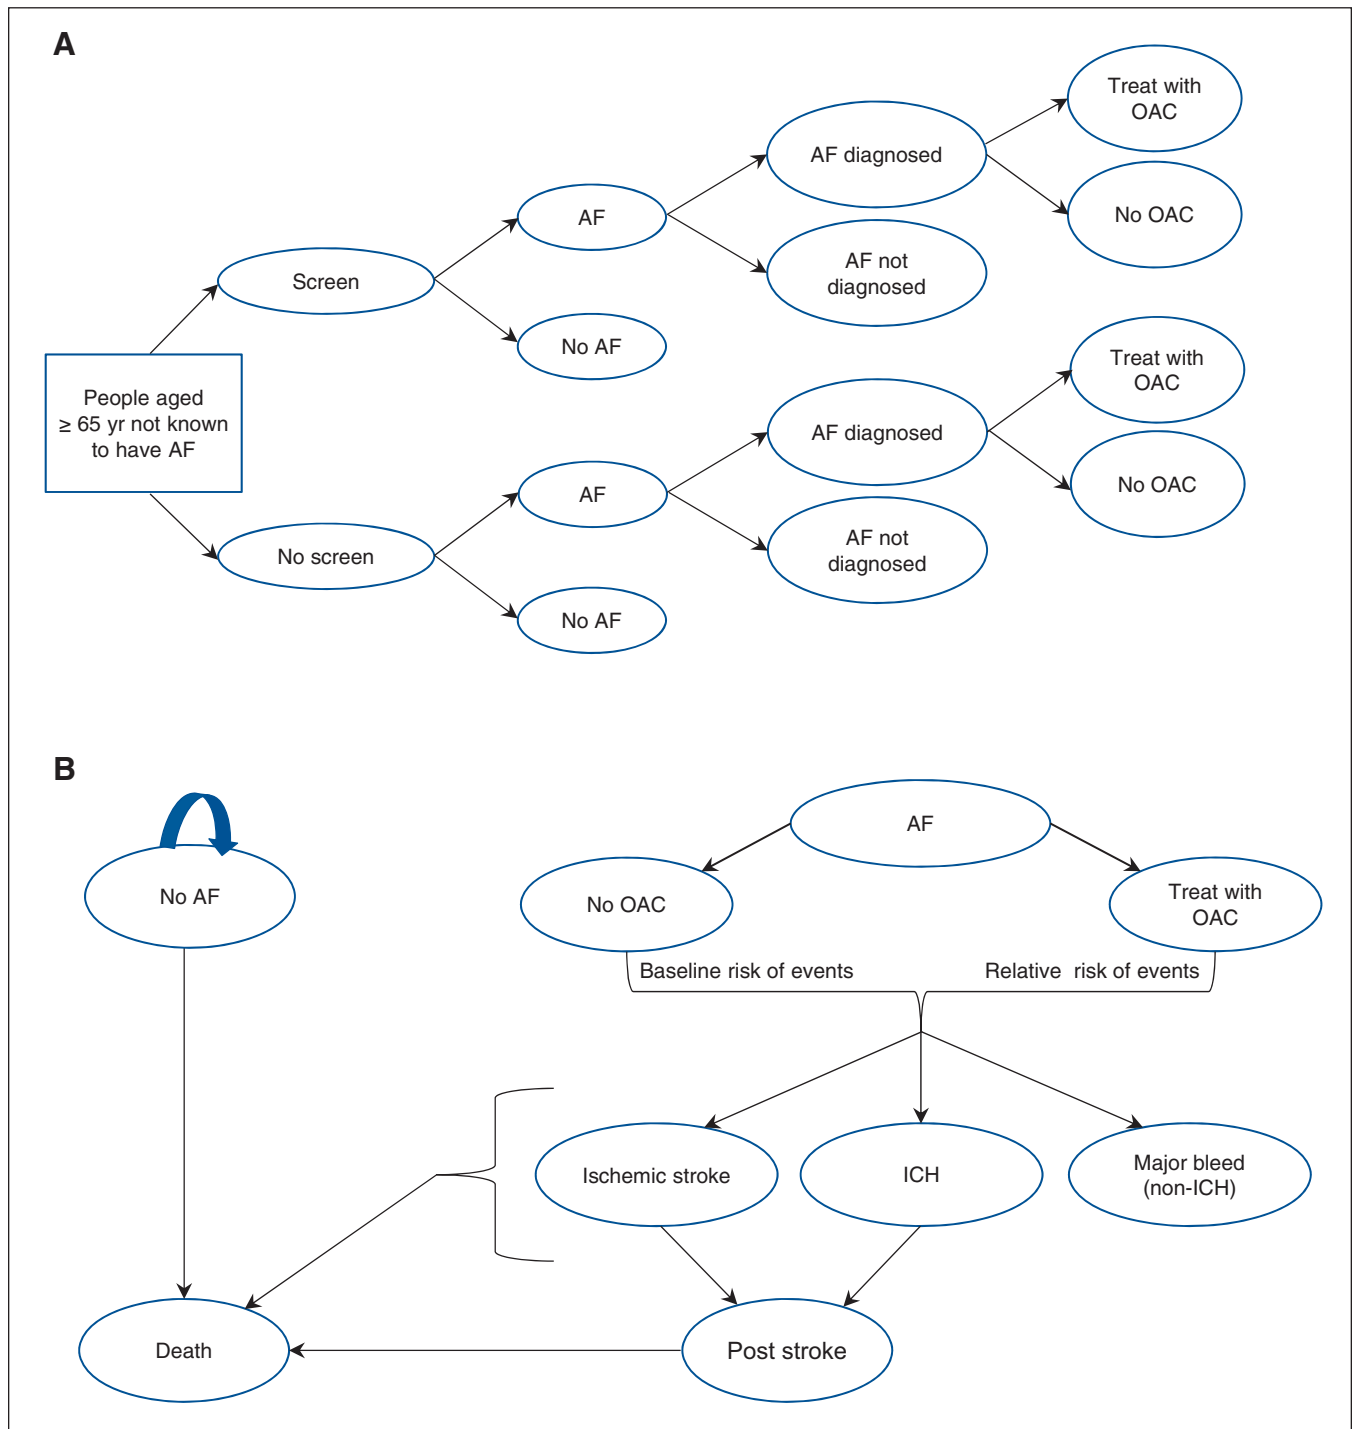 A
Treat with
OAC
AF diagnosed
No OAC
AF
AF not
diagnosed
Screen
No AF
People aged
≥ 65 yr not known
to have AF
Treat with
OAC
AF diagnosed
No OAC
AF
AF not
diagnosed
No screen
No AF
B
AF
No AF
No OAC
Treat with
OAC
Baseline risk of events
Relative risk of events
Ischemic stroke
ICH
Major bleed
(non-ICH)
Death
Post stroke